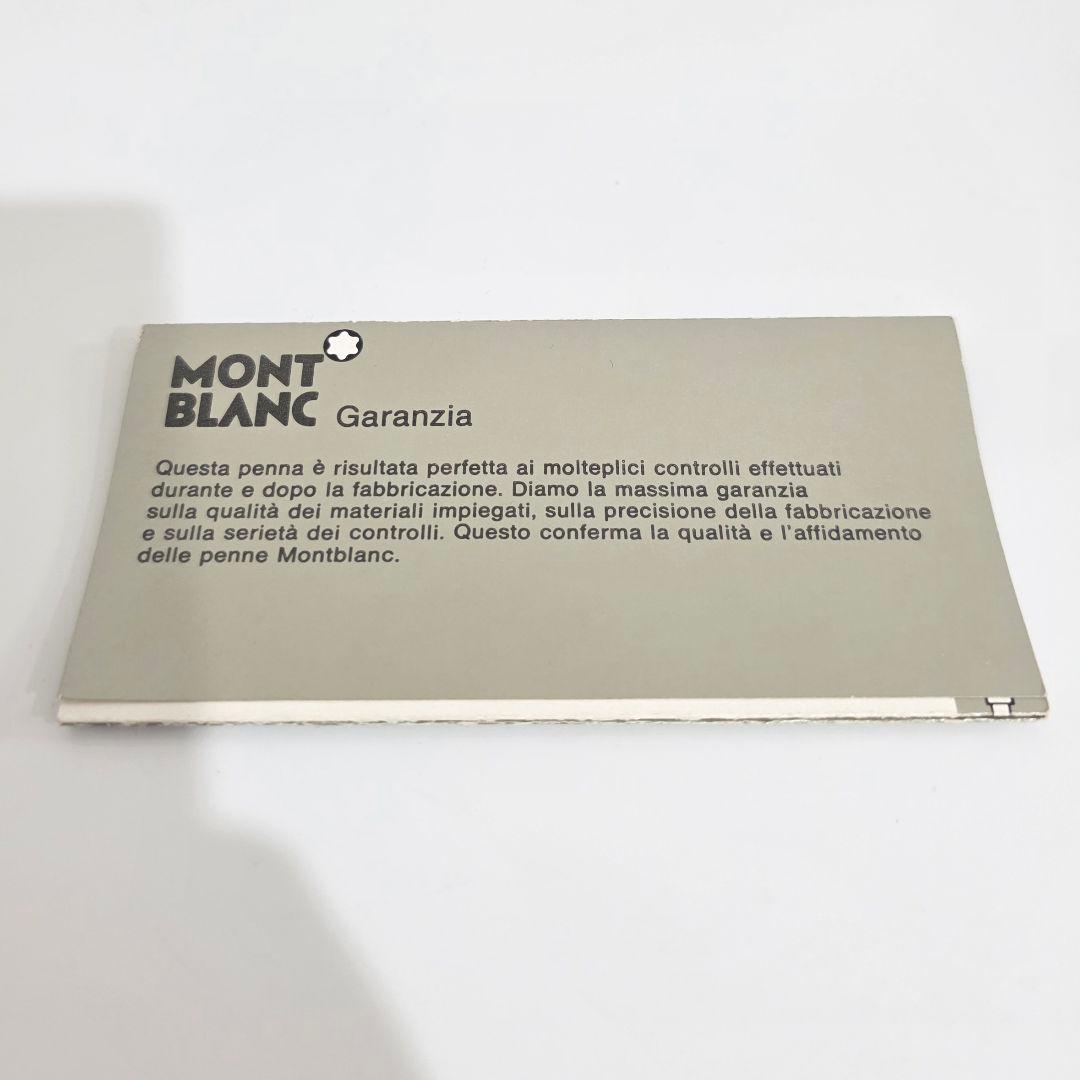 MONT
BLANC Garanzia
Questa penna è risultata perfetta ai molteplici controlli effettuati
durante e dopo la fabbricazione. Diamo la massima garanzia
sulla qualità dei materiali impiegati, sulla precisione della fabbricazione
e sulla serietà dei controlli. Questo conferma la qualità e l'affidamento
delle penne Montblanc.